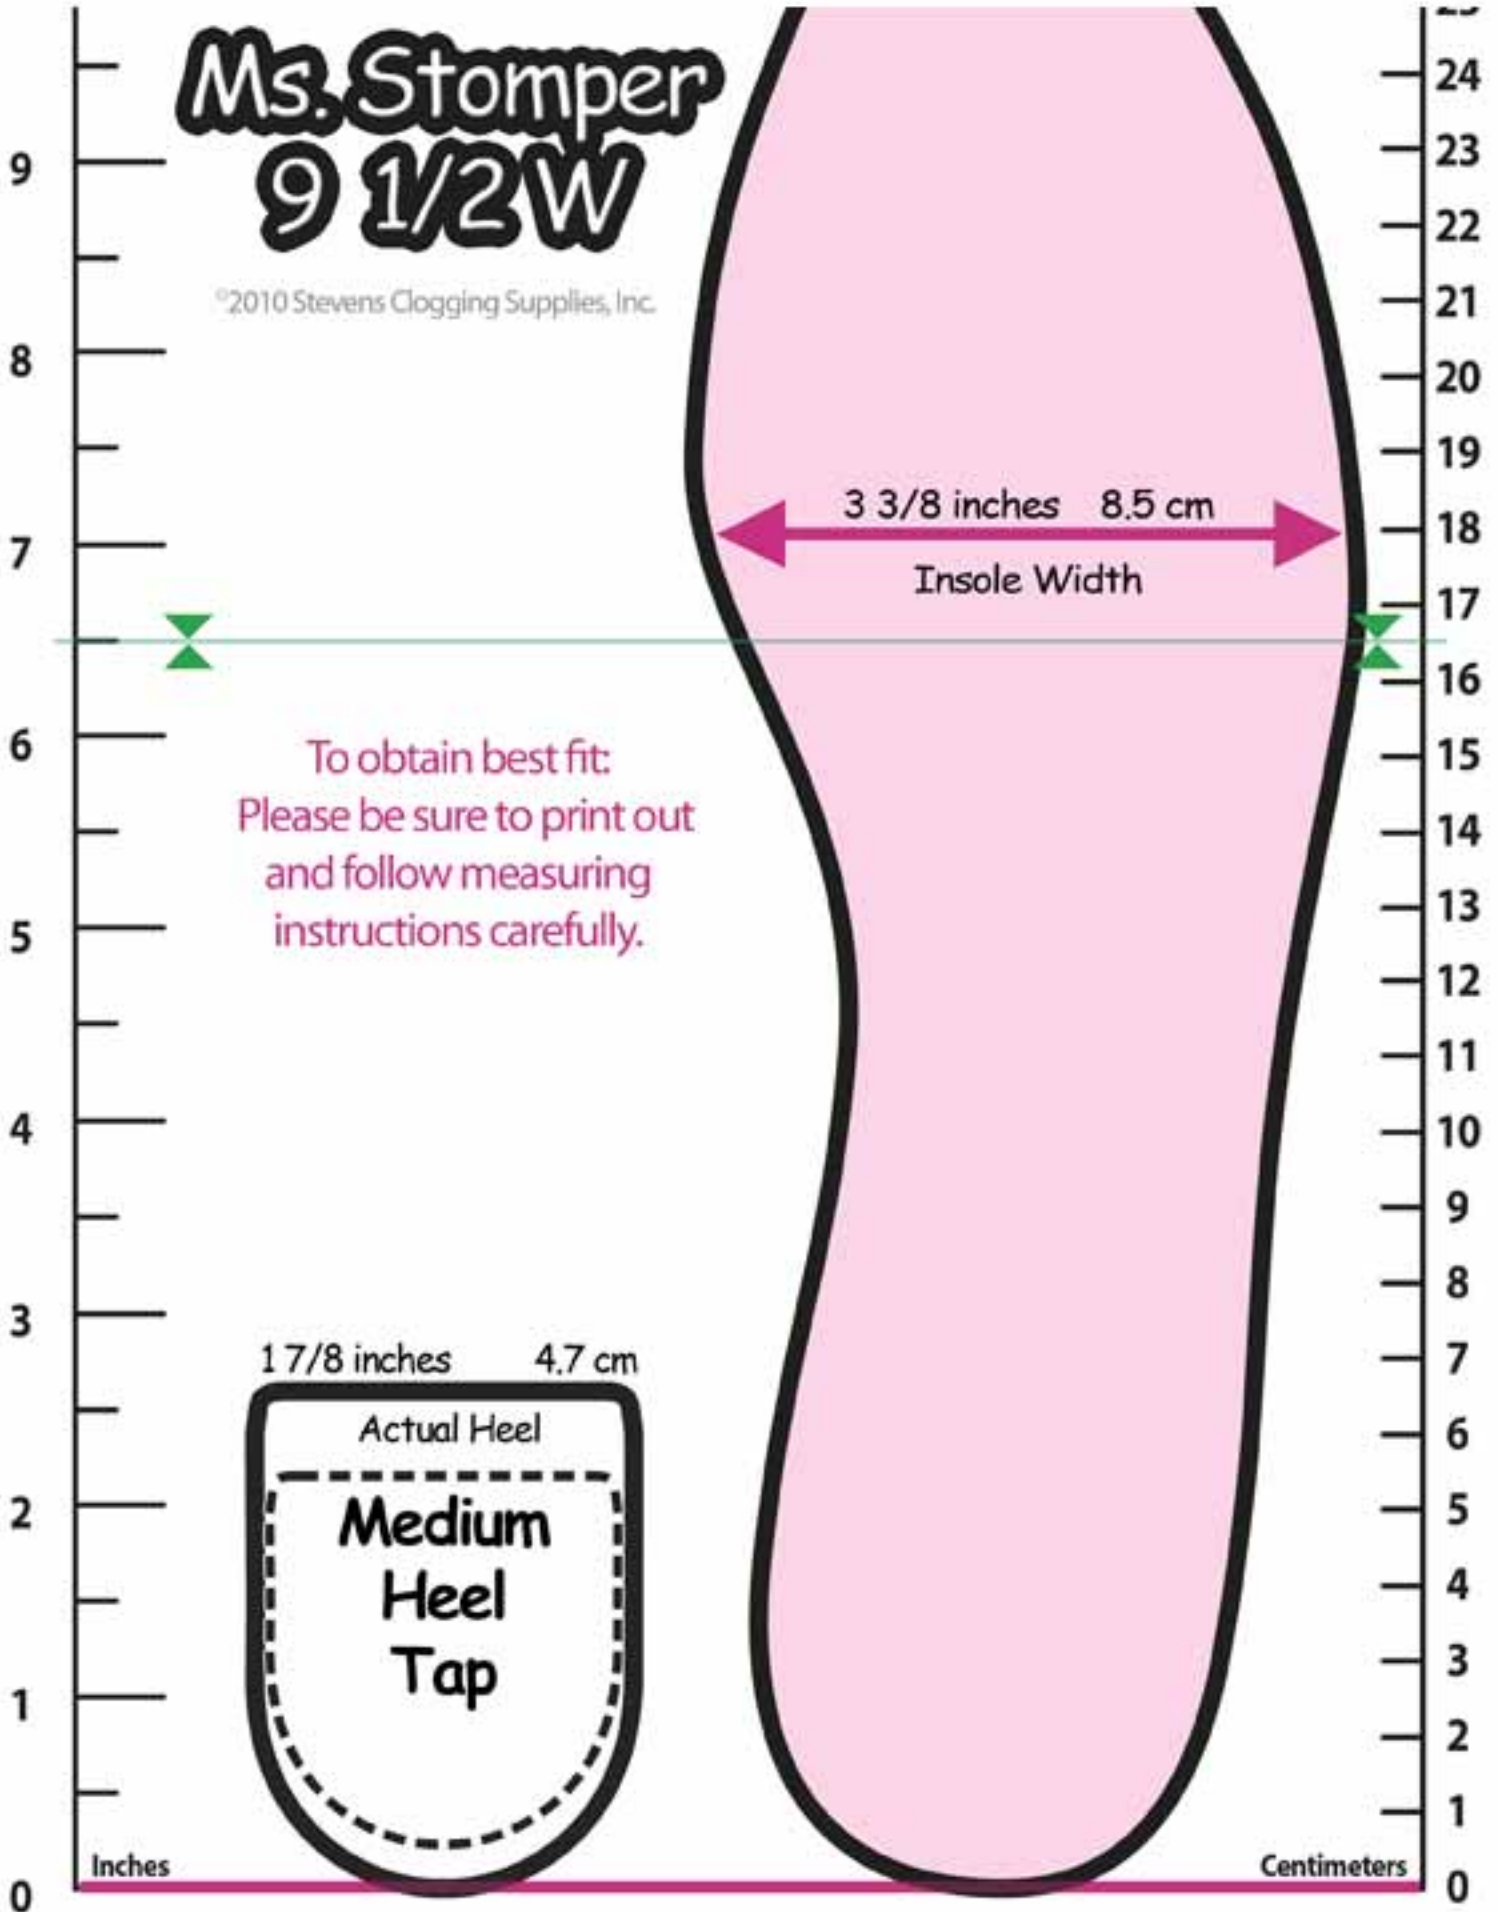 Ms. Stomper
9 1/2 W
©2010 Stevens Clogging Supplies, Inc.
3 3/8 inches 8.5 cm
Insole Width
To obtain best fit:
Please be sure to print out
and follow measuring
instructions carefully.
1 7/8 inches 4.7 cm
Actual Heel
Medium
Heel
Tap
Inches
Centimeters
9
8
7
6
5
4
3
2
1
0
24
23
22
21
20
19
18
17
16
15
14
13
12
11
10
9
8
7
6
5
4
3
2
1
0